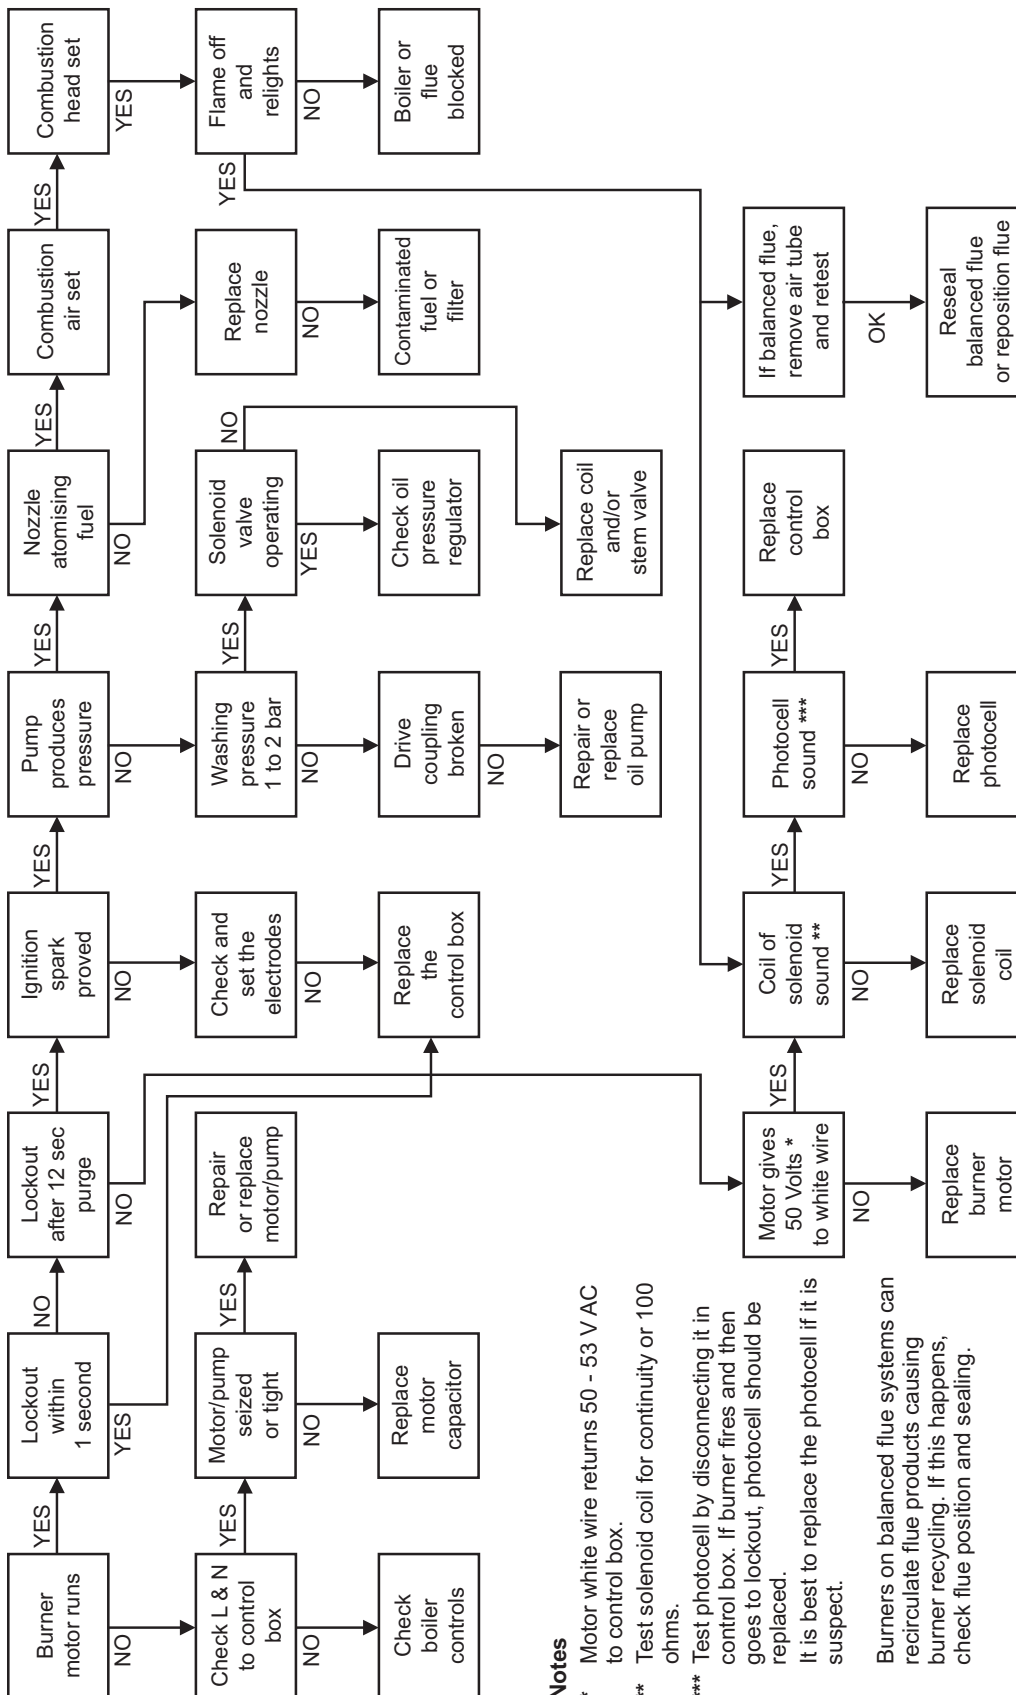 Burner
motor runs
YES
NO
Lockout
within
1 second
NO
YES
Lockout
after 12 sec
purge
YES
NO
Ignition
spark
proved
YES
NO
Pump
produces
pressure
YES
NO
Nozzle
atomising
fuel
YES
NO
Combustion
air set
YES
Combustion
head set
YES
Check L & N
to control
box
YES
NO
Motor/pump
seized
or tight
YES
NO
Repair
or replace
motor/pump
Check and
set the
electrodes
NO
Washing
pressure
1 to 2 bar
YES
NO
Solenoid
valve
operating
NO
YES
Replace
nozzle
NO
Flame off
and
relights
YES
NO
Check
boiler
controls
Replace
motor
capacitor
Replace
the
control box
Drive
coupling
broken
NO
Check oil
pressure
regulator
Contaminated
fuel or
filter
Boiler or
flue
blocked
Repair or
replace
oil pump
Replace coil
and/or
stem valve
Motor gives
50 Volts *
to white wire
YES
NO
Coil of
solenoid
sound **
YES
NO
Photocell
sound ***
YES
NO
Replace
control
box
If balanced flue,
remove air tube
and retest
OK
Replace
burner
motor
Replace
solenoid
coil
Replace
photocell
Reseal
balanced flue
or reposition flue
Notes
* Motor white wire returns 50 - 53 V AC
to control box.
** Test solenoid coil for continuity or 100
ohms.
*** Test photocell by disconnecting it in
control box. If burner fires and then
goes to lockout, photocell should be
replaced.
It is best to replace the photocell if it is
suspect.
Burners on balanced flue systems can
recirculate flue products causing
burner recycling. If this happens,
check flue position and sealing.